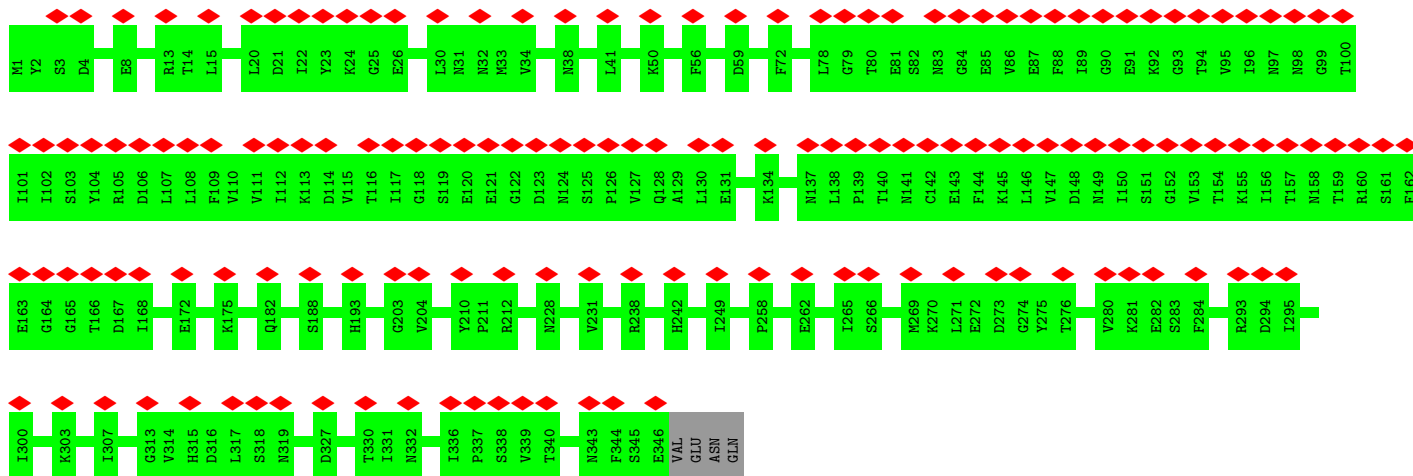 M1 Y2 S3 D4 E8 R13 T14 L15 L20 D21 I22 Y23 K24 G25 E26 L30 N31 N32 M33 V34 N38 L41 K50 F56 D59 F72 L78 G79 T80 E81 S82 N83 G84 E85 V86 E87 F88 I89 G90 E91 K92 G93 T94 V95 I96 N97 N98 G99 T100
I101 I102 S103 Y104 R105 D106 L107 L108 F109 V110 V111 I112 K113 D114 V115 T116 I117 G118 S119 E120 E121 G122 D123 N124 S125 P126 V127 Q128 A129 L130 E131 K134 N137 L138 P139 T140 N141 C142 E143 F144 K145 L146 V147 D148 N149 I150 S151 G152 V153 T154 K155 I156 T157 N158 T159 R160 S161 F162
E163 G164 G165 T166 D167 I168 E172 K175 Q182 S188 H193 G203 V204 Y210 P211 R212 N228 V231 R238 H242 I249 P258 E262 I265 S266 M269 K270 L271 E272 D273 G274 Y275 T276 V280 K281 E282 S283 F284 R293 D294 I295
I300 K303 I307 G313 V314 H315 D316 L317 S318 N319 D327 T330 I331 N332 I336 P337 S338 V339 T340 N343 F344 S345 E346 VAL GLU ASN GLN